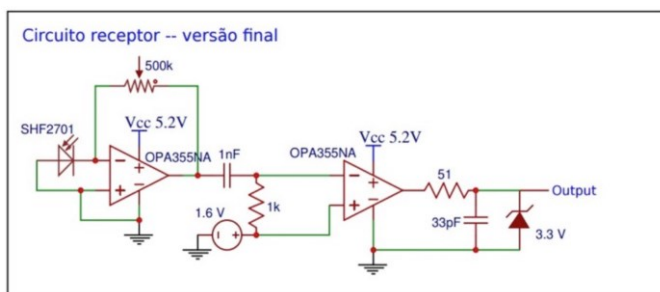 Circuito receptor -- versão final
500k
SHF2701
Vcc 5.2V
OPA355NA
1nF
1k
1.6 V
OPA355NA
Vcc 5.2V
51
33pF
Output
3.3 V